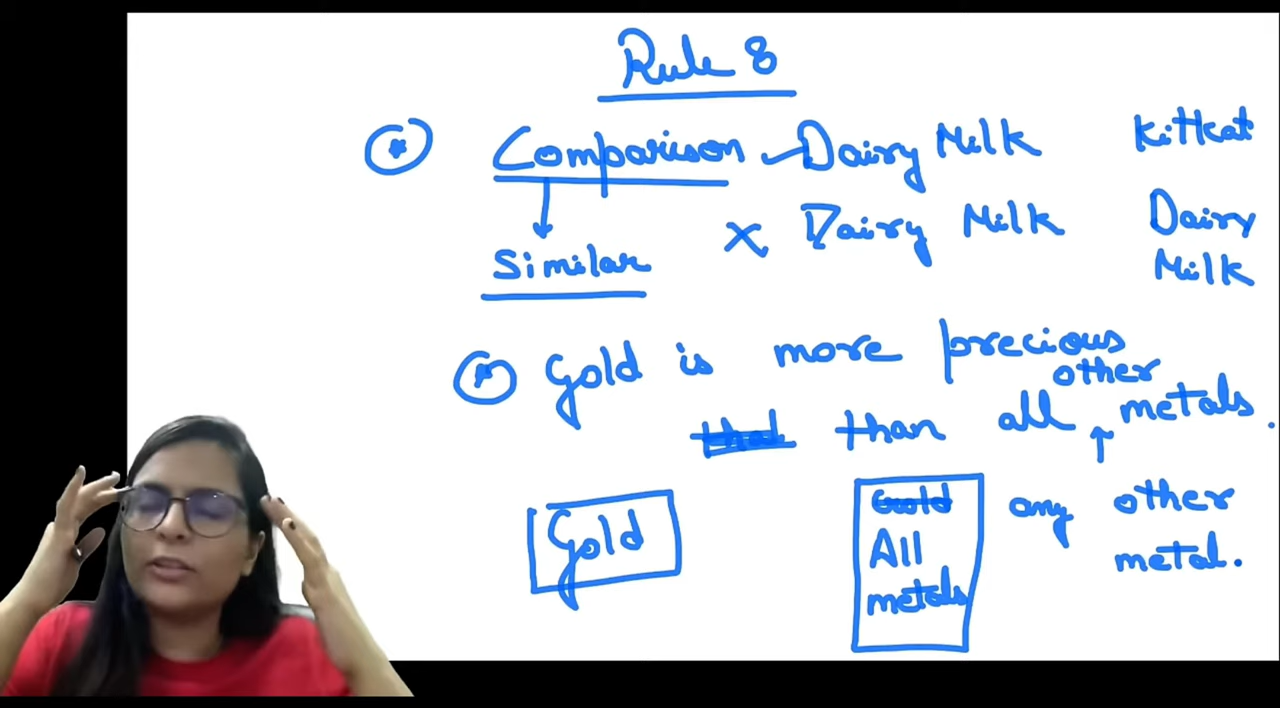 Rule 8
Comparison Dairy Milk Kitkat
Similar X Dairy Milk Dairy Milk
Gold is more precious
that than all other metals.
Gold
Gold
All
metals
any other
metal.